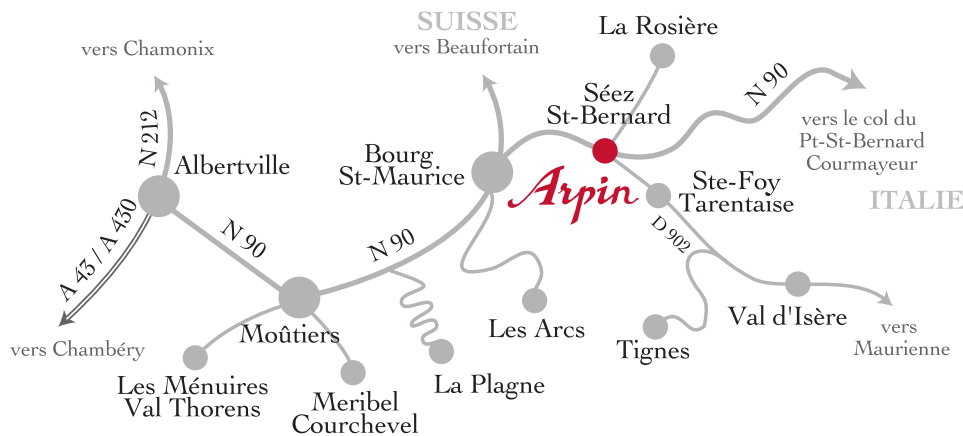 SUISSE
La Rosière
vers Chamonix
vers Beaufortain
N 90
Séez
St-Bernard
N 212
vers le col du
Pt-St-Bernard
Courmayeur
Albertville
Bourg
St-Maurice
Arpin
Ste-Foy
Tarentaise
ITALIE
A 43 / A 430
N 90
N 90
D 902
vers Chambéry
Moûtiers
Les Arcs
Val d'Isère
Tignes
vers
Maurienne
Les Ménuires
Val Thorens
Meribel
Courchevel
La Plagne